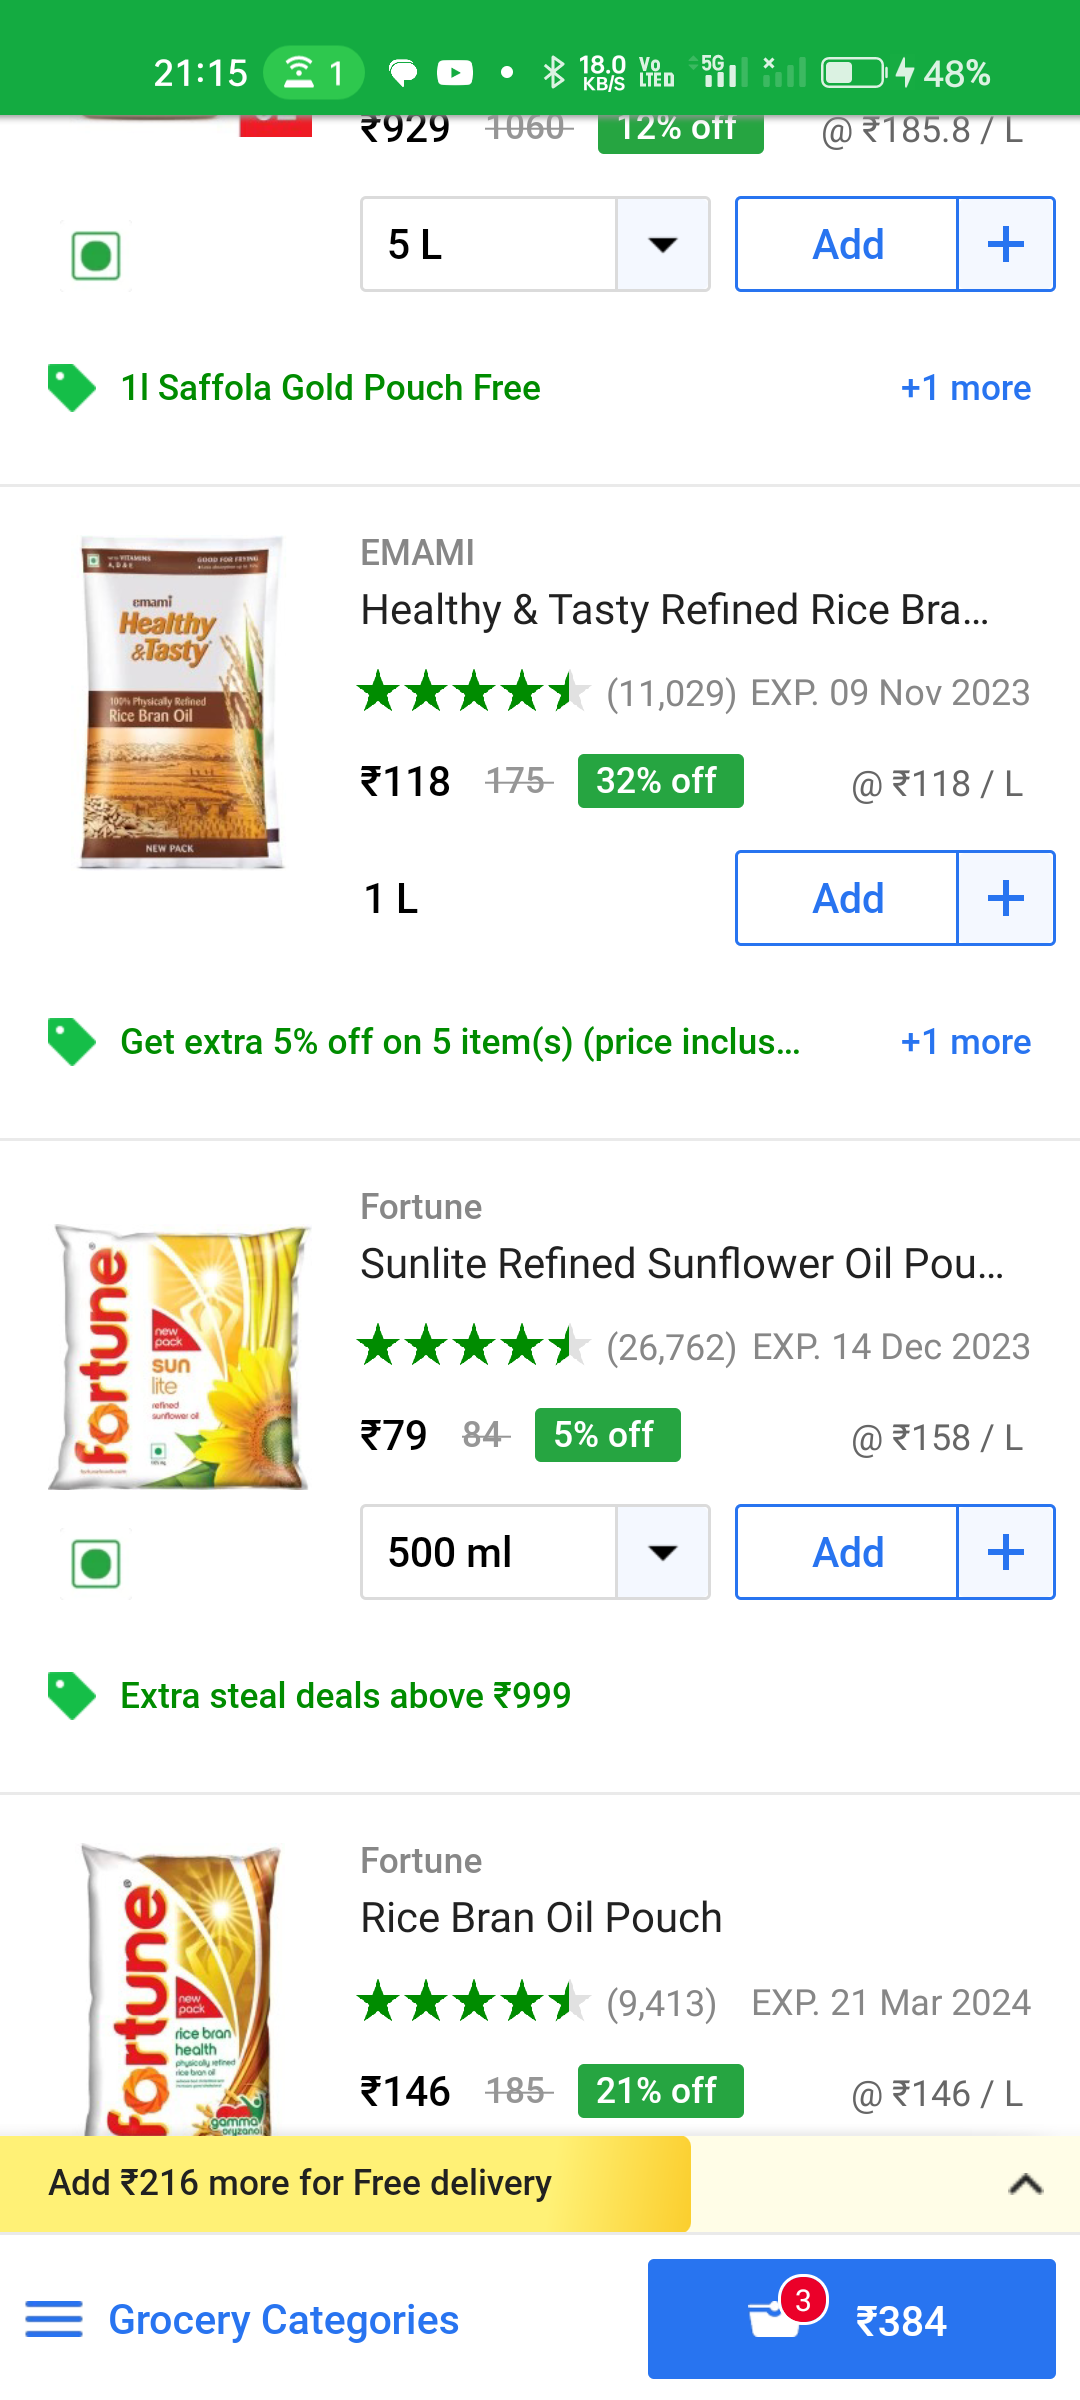 21:15 1 18.0 KB/S Vo LTED 5G 48%
₹929 1060 12% off @ ₹185.8 / L
5 L Add +
1l Saffola Gold Pouch Free +1 more
EMAMI
Healthy & Tasty Refined Rice Bra...
(11,029) EXP. 09 Nov 2023
₹118 175 32% off @ ₹118 / L
1 L Add +
with VITAMINS A, D & E GOOD FOR FRYING
emami
Healthy
&Tasty
100% Physically Refined
Rice Bran Oil
NEW PACK
Get extra 5% off on 5 item(s) (price inclus... +1 more
Fortune
Sunlite Refined Sunflower Oil Pou...
(26,762) EXP. 14 Dec 2023
₹79 84 5% off @ ₹158 / L
500 ml Add +
fortune
new
pack
sun
lite
refined
sunflower oil
Extra steal deals above ₹999
Fortune
Rice Bran Oil Pouch
(9,413) EXP. 21 Mar 2024
₹146 185 21% off @ ₹146 / L
fortune
new
pack
rice bran
health
physically refined
rice bran oil
gamma
oryzanol
Add ₹216 more for Free delivery
Grocery Categories 3 ₹384